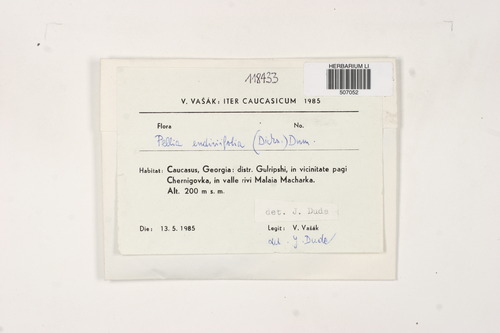 118433
HERBARIUM LI
507052
V. VAŠÁK: ITER CAUCASICUM 1985
Flora No.
Pellia endiviifolia (Dicks.) Dum.
Habitat: Caucasus, Georgia: distr. Gulripshi, in vicinitate pagi
Chernigovka, in valle rivi Malaia Macharka.
Alt. 200 m s. m.
det. J. Duda
Die: 13. 5. 1985 Legit: V. Vašák
det. J. Duda